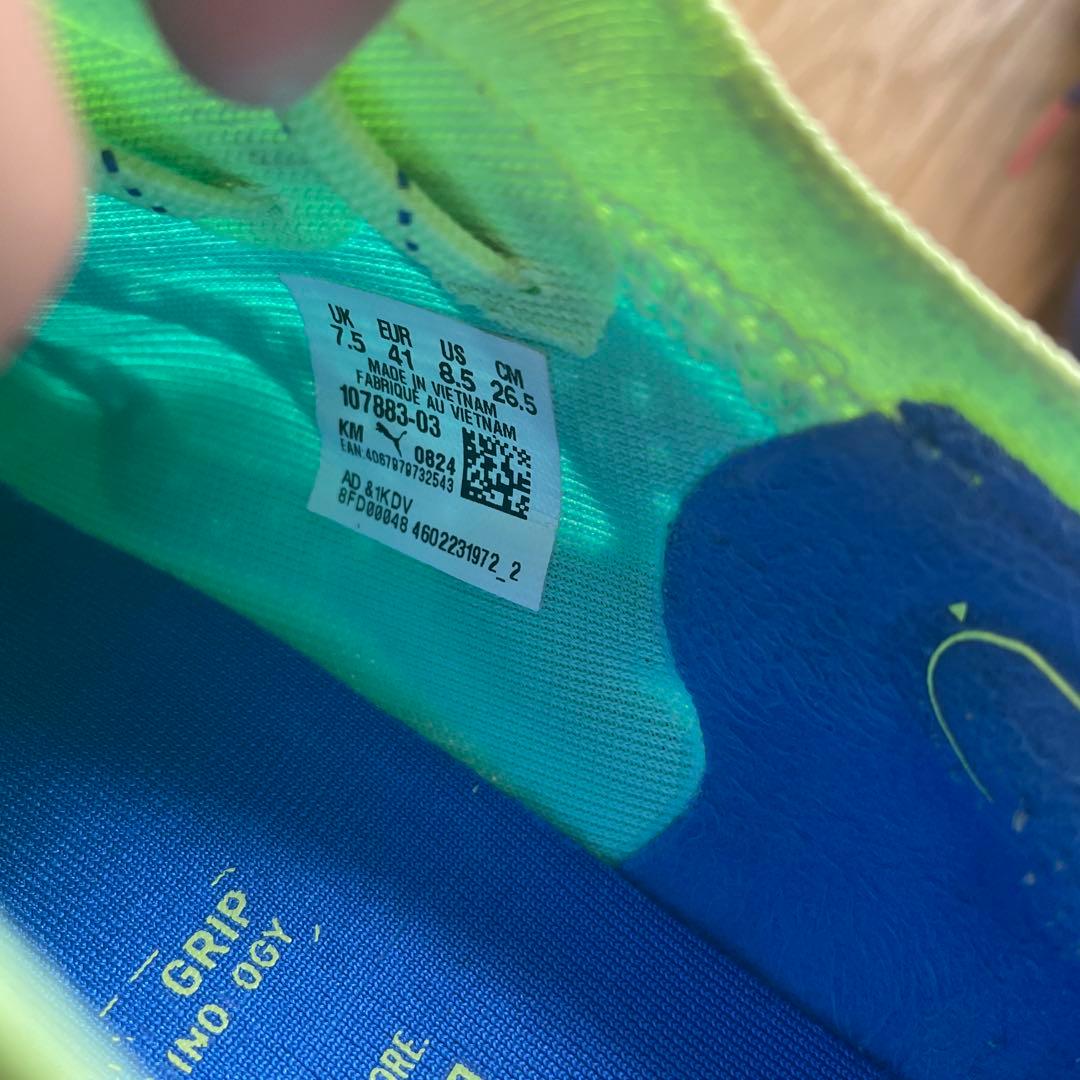 UK EUR US CM
7.5 41 8.5 26.5
MADE IN VIETNAM
FABRIQUÉ AU VIETNAM
107883-03
KM 0824
EAN:4067979732543
AD &1KDV
8FD00048 4602231972_2
GRIP